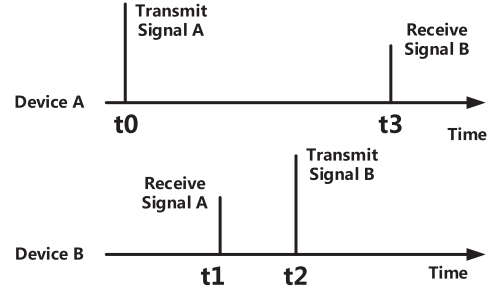 Transmit
Signal A
Receive
Signal B
Device A
t0
t3
Time
Transmit
Signal B
Receive
Signal A
Device B
t1
t2
Time